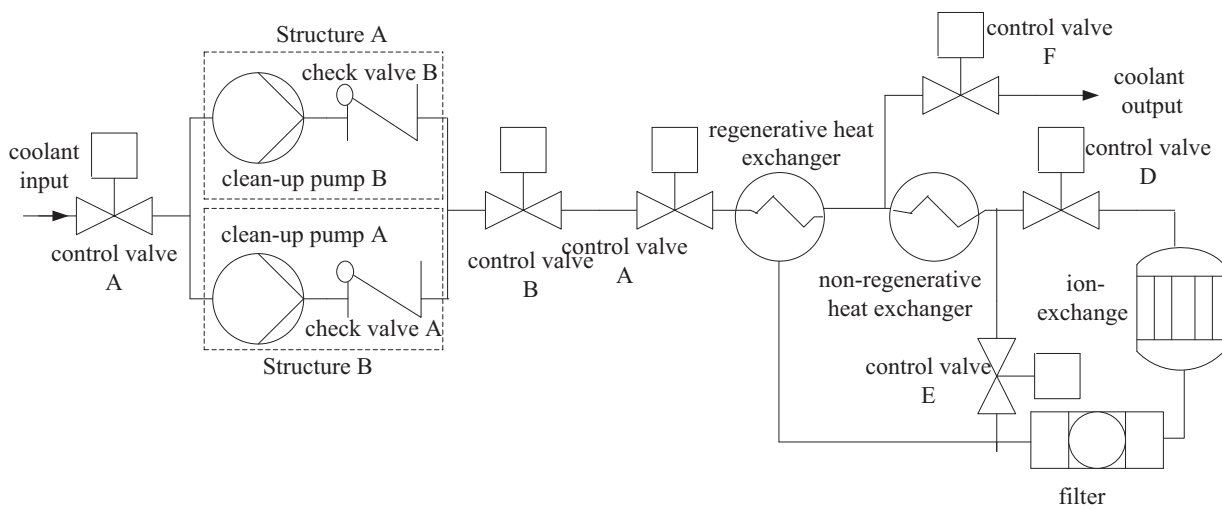 Structure A
check valve B
clean-up pump B
coolant
input
control valve
A
clean-up pump A
check valve A
Structure B
control valve
B
control valve
A
regenerative heat
exchanger
control valve
F
coolant
output
control valve
D
non-regenerative
heat exchanger
ion-
exchange
control valve
E
filter